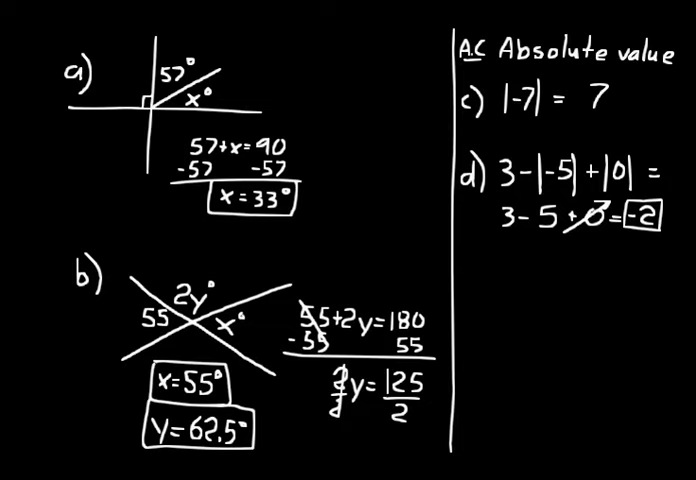 a)
57°
x°
57+x=90
-57 -57
x=33°
b)
2y°
55
x°
55+2y=180
-55 55
2y=125
2 2
x=55°
y=62.5°
A.C Absolute value
c) |-7| = 7
d) 3-|-5|+|0| =
3-5+0=-2